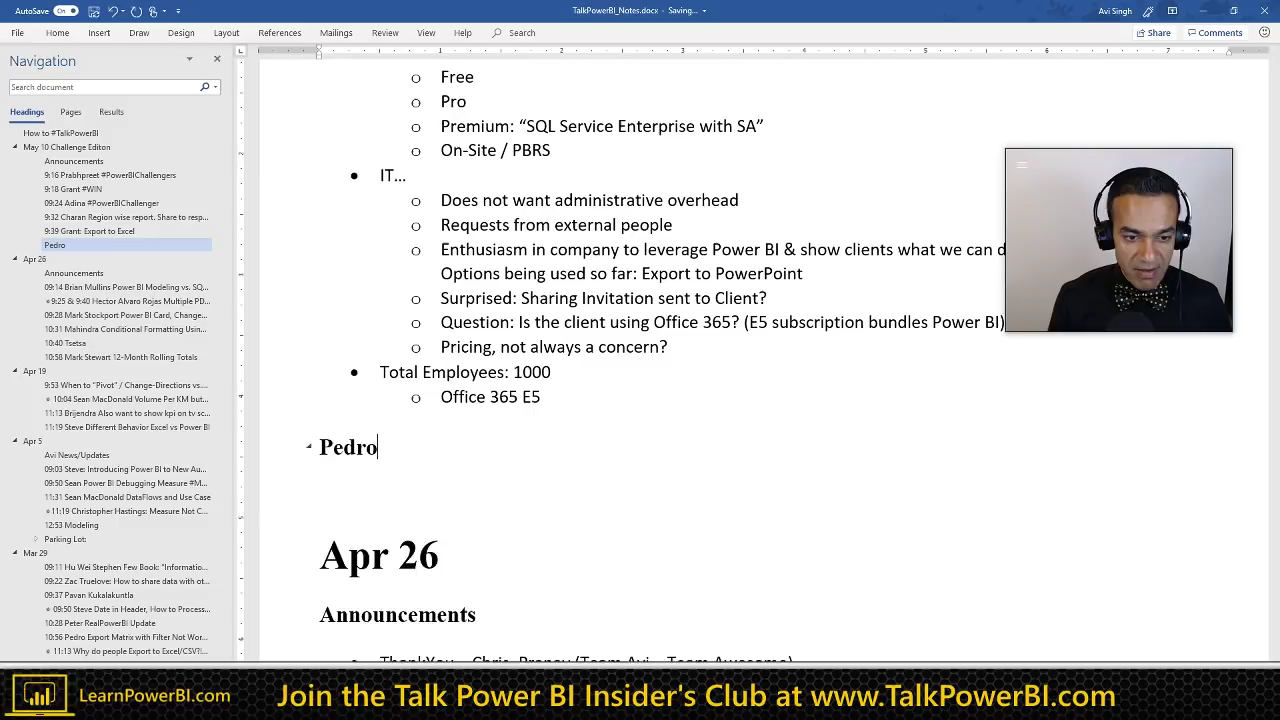 AutoSave On
TalkPowerBI_Notes.docx - Saving...
Avi Singh
File Home Insert Draw Design Layout References Mailings Review View Help Search Share Comments
Navigation
Search document
Headings Pages Results
How to #TalkPowerBI
May 10 Challenge Editon
Announcements
9:16 Prabhpreet #PowerBIChallengers
9:18 Grant #WIN
09:24 Adina #PowerBIChallenger
9:32 Charan Region wise report. Share to resp...
9:39 Grant: Export to Excel
Pedro
Apr 26
Announcements
09:14 Brian Mullins Power BI Modeling vs. SQ...
9:25 & 9:40 Hector Alvaro Rojas Multiple PD...
09:28 Mark Stockport Power BI Card, Change...
10:31 Mahindra Conditional Formatting Usin...
10:40 Tsetsa
10:58 Mark Stewart 12-Month Rolling Totals
Apr 19
9:53 When to "Pivot" / Change-Directions vs....
10:04 Sean MacDonald Volume Per KM but...
11:13 Brijendra Also want to show kpi on tv sc...
11:19 Steve Different Behavior Excel vs Power BI
Apr 5
Avi News/Updates
09:03 Steve: Introducing Power BI to New Au...
09:50 Sean Power BI Debugging Measure #M...
11:31 Sean MacDonald DataFlows and Use Case
11:19 Christopher Hastings: Measure Not C...
12:53 Modeling
Parking Lot:
Mar 29
09:11 Hu Wei Stephen Few Book: "Informatio...
09:22 Zac Truelove: How to share data with ot...
09:37 Pavan Kukalakuntla
09:50 Steve Date in Header, How to Process...
10:28 Peter RealPowerBI Update
10:56 Pedro Export Matrix with Filter Not Wor...
11:13 Why do people Export to Excel/CSV?!...
1 2 3 4 5 6 7
Free
Pro
Premium: “SQL Service Enterprise with SA”
On-Site / PBRS
IT...
Does not want administrative overhead
Requests from external people
Enthusiasm in company to leverage Power BI & show clients what we can d
Options being used so far: Export to PowerPoint
Surprised: Sharing Invitation sent to Client?
Question: Is the client using Office 365? (E5 subscription bundles Power BI)
Pricing, not always a concern?
Total Employees: 1000
Office 365 E5
Pedro
Apr 26
Announcements
ThankYou – Chris, Pranav (Team Avi – Team Awesome)
LearnPowerBI.com
Join the Talk Power BI Insider's Club at www.TalkPowerBI.com